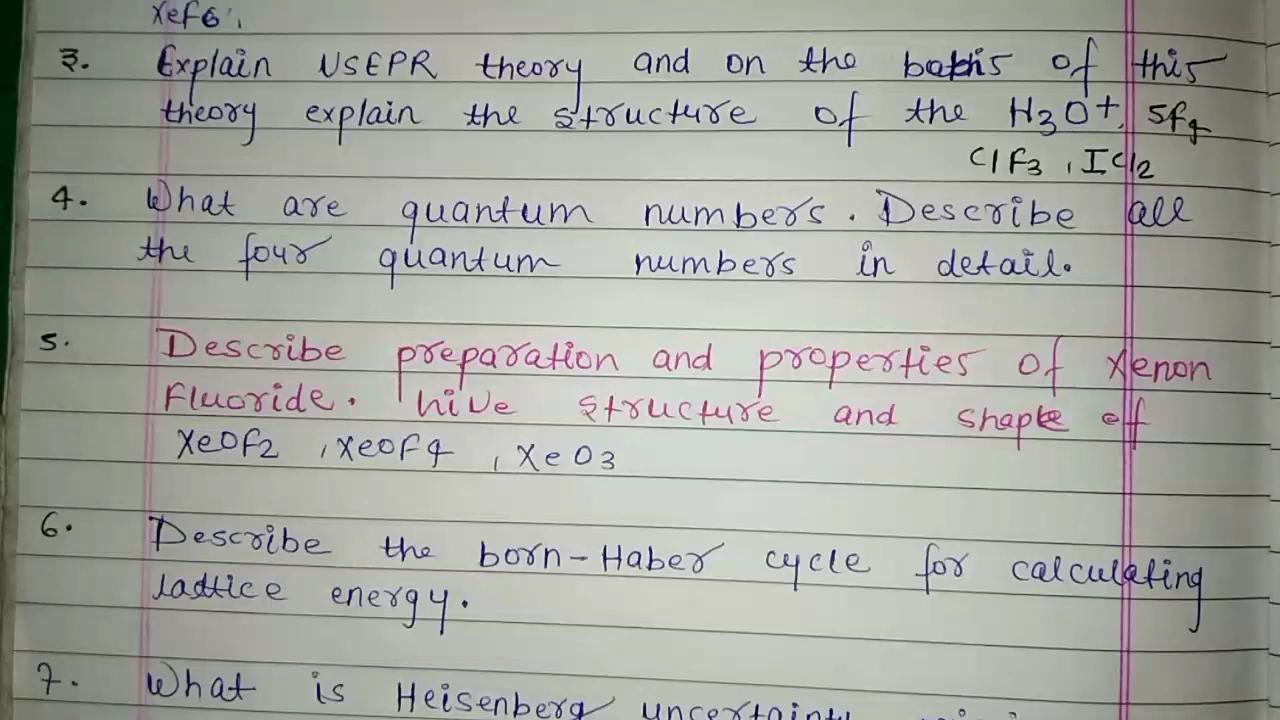 XeF6,
3. Explain VSEPR theory and on the basis of this
theory explain the structure of the H3O+, SF4
ClF3, ICl2
4. What are quantum numbers. Describe all
the four quantum numbers in detail.
5. Describe preparation and properties of Xenon
Fluoride. hive structure and shape of
XeOF2, XeOF4, XeO3
6. Describe the born-Haber cycle for calculating
lattice energy.
7. What is Heisenberg uncertainty